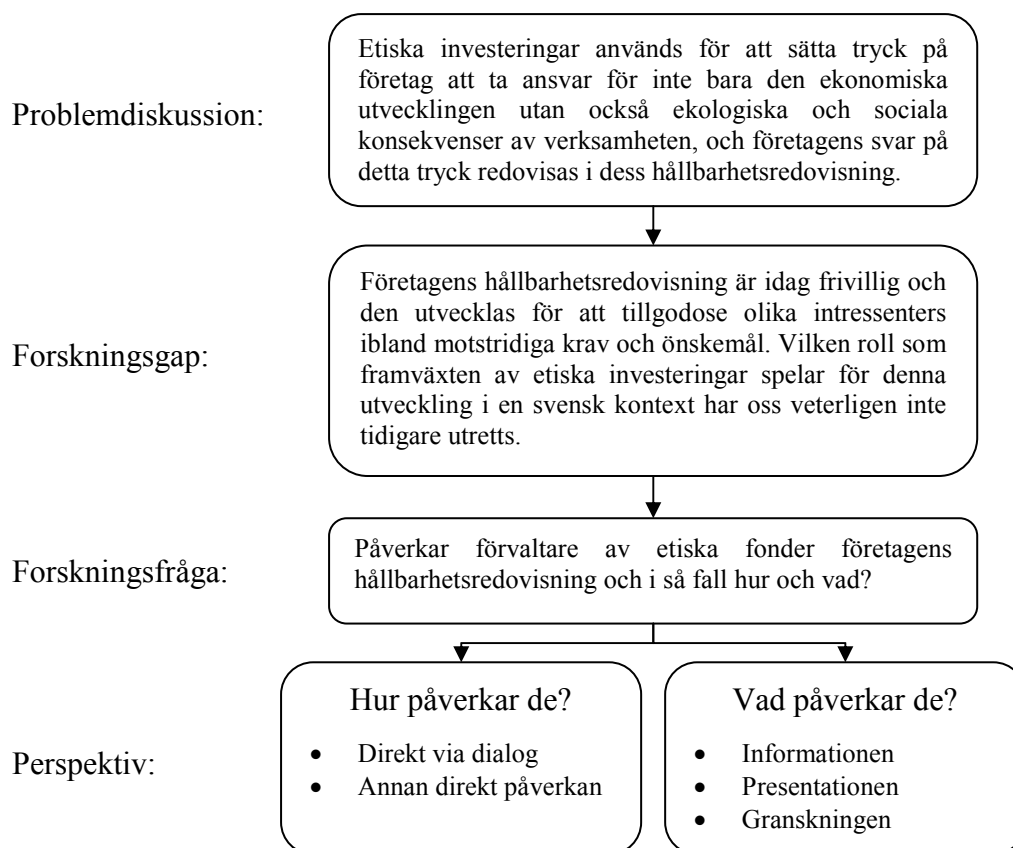 Problemdiskussion:
Etiska investeringar används för att sätta tryck på
företag att ta ansvar för inte bara den ekonomiska
utvecklingen utan också ekologiska och sociala
konsekvenser av verksamheten, och företagens svar på
detta tryck redovisas i dess hållbarhetsredovisning.
Forskningsgap:
Företagens hållbarhetsredovisning är idag frivillig och
den utvecklas för att tillgodose olika intressenters
ibland motstridiga krav och önskemål. Vilken roll som
framväxten av etiska investeringar spelar för denna
utveckling i en svensk kontext har oss veterligen inte
tidigare utretts.
Forskningsfråga:
Påverkar förvaltare av etiska fonder företagens
hållbarhetsredovisning och i så fall hur och vad?
Perspektiv:
Hur påverkar de?
• Direkt via dialog
• Annan direkt påverkan
Vad påverkar de?
• Informationen
• Presentationen
• Granskningen